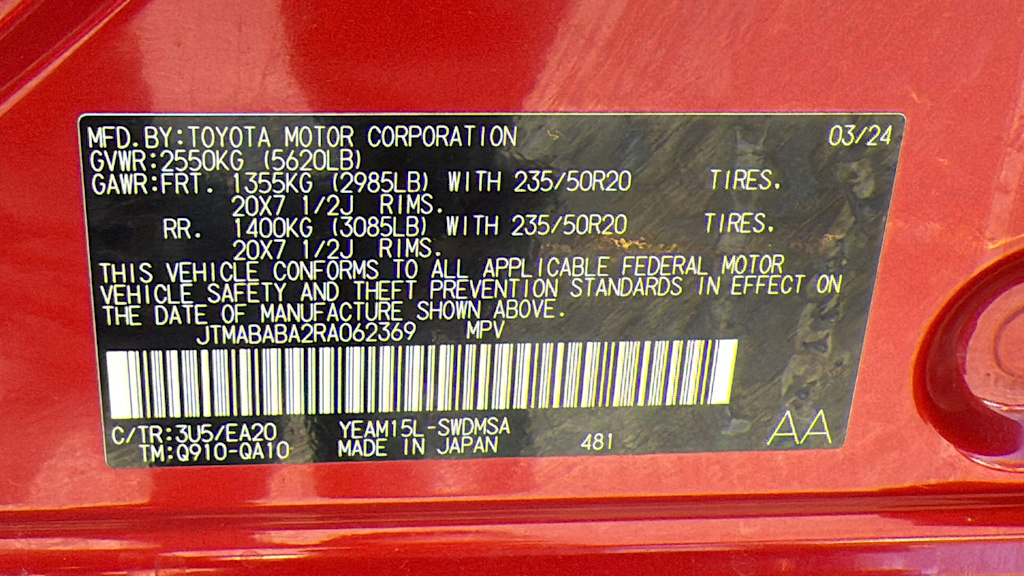 MFD.BY:TOYOTA MOTOR CORPORATION 03/24
GVWR:2550KG (5620LB)
GAWR:FRT. 1355KG (2985LB) WITH 235/50R20 TIRES.
20X7 1/2J RIMS.
RR. 1400KG (3085LB) WITH 235/50R20 TIRES.
20X7 1/2J RIMS.
THIS VEHICLE CONFORMS TO ALL APPLICABLE FEDERAL MOTOR
VEHICLE SAFETY AND THEFT PREVENTION STANDARDS IN EFFECT ON
THE DATE OF MANUFACTURE SHOWN ABOVE.
JTMABABA2RA062369 MPV
C/TR:3U5/EA20 YEAM15L-SWDMSA
TM:Q910-QA10 MADE IN JAPAN 481 AA